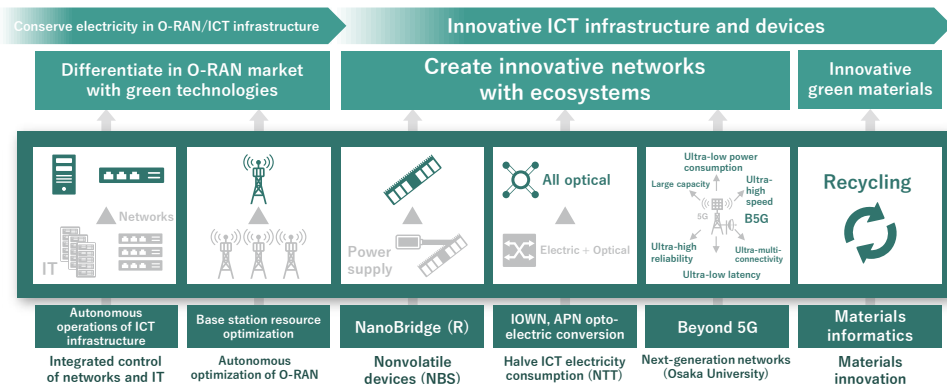 Conserve electricity in O-RAN/ICT infrastructure
Innovative ICT infrastructure and devices
Differentiate in O-RAN market
with green technologies
Create innovative networks
with ecosystems
Innovative
green materials
Networks
IT
Power
supply
All optical
Electric + Optical
Ultra-low power
consumption
Large capacity
Ultra-
high
speed
5G
B5G
Ultra-high
reliability
Ultra-multi-
connectivity
Ultra-low latency
Recycling
Autonomous
operations of ICT
infrastructure
Base station resource
optimization
NanoBridge (R)
IOWN, APN opto-
electric conversion
Beyond 5G
Materials
informatics
Integrated control
of networks and IT
Autonomous
optimization of O-RAN
Nonvolatile
devices (NBS)
Halve ICT electricity
consumption (NTT)
Next-generation networks
(Osaka University)
Materials
innovation